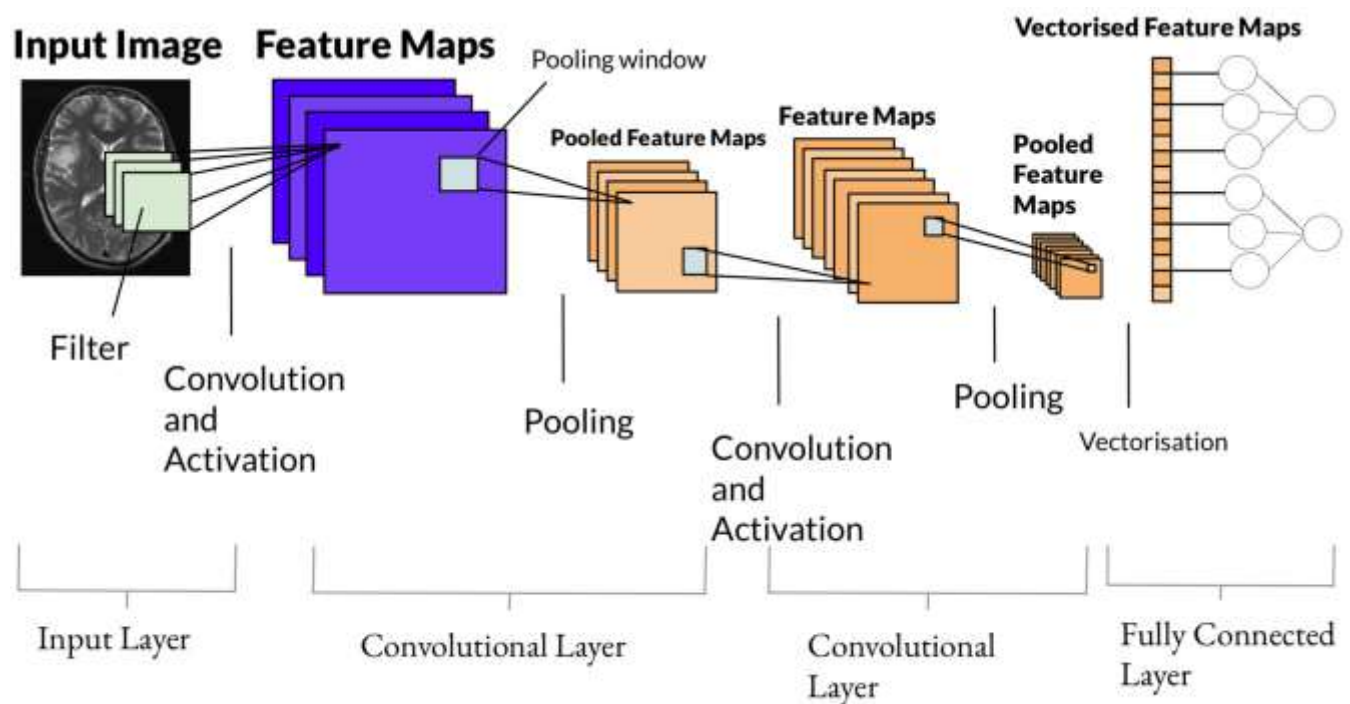 Input Image
Feature Maps
Vectorised Feature Maps
Pooling window
Pooled Feature Maps
Feature Maps
Pooled
Feature
Maps
Filter
Convolution
and
Activation
Pooling
Convolution
and
Activation
Pooling
Vectorisation
Input Layer
Convolutional Layer
Convolutional
Layer
Fully Connected
Layer